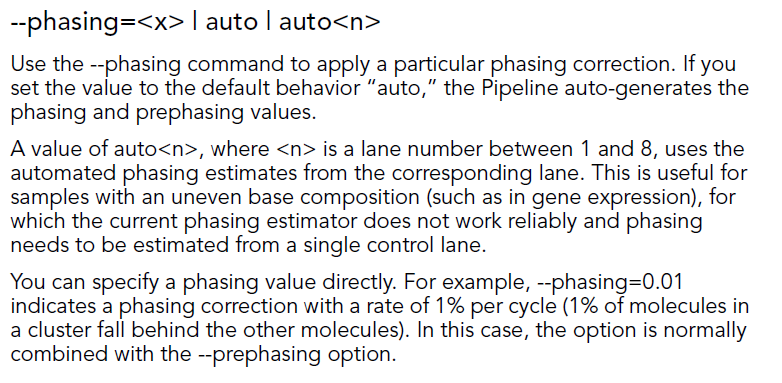 --phasing=<x> | auto | auto<n>
Use the --phasing command to apply a particular phasing correction. If you
set the value to the default behavior “auto,” the Pipeline auto-generates the
phasing and prephasing values.
A value of auto<n>, where <n> is a lane number between 1 and 8, uses the
automated phasing estimates from the corresponding lane. This is useful for
samples with an uneven base composition (such as in gene expression), for
which the current phasing estimator does not work reliably and phasing
needs to be estimated from a single control lane.
You can specify a phasing value directly. For example, --phasing=0.01
indicates a phasing correction with a rate of 1% per cycle (1% of molecules in
a cluster fall behind the other molecules). In this case, the option is normally
combined with the --prephasing option.